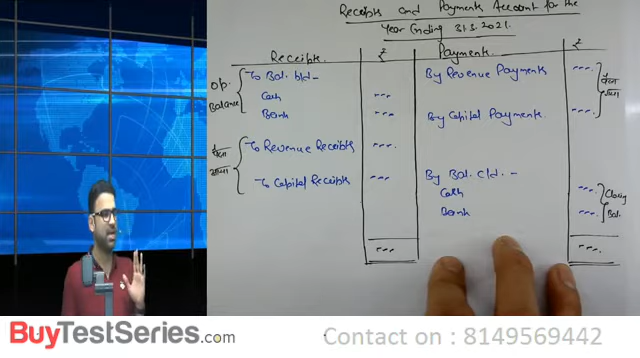 Receipts and Payments Account for the
Year Ending 31.3.2021.
Receipts ₹ Payments ₹
op. Balance
To Bal. b/d -
Cash ---
Bank ---
पैसा आया
To Revenue Receipts ---
To Capital Receipts ---
---
By Revenue Payments ---
By Capital Payments. ---
पैसा गया
By Bal. c/d. -
Cash ---
Bank ---
Closing Bal.
---
BuyTestSeries.com
Contact on : 8149569442